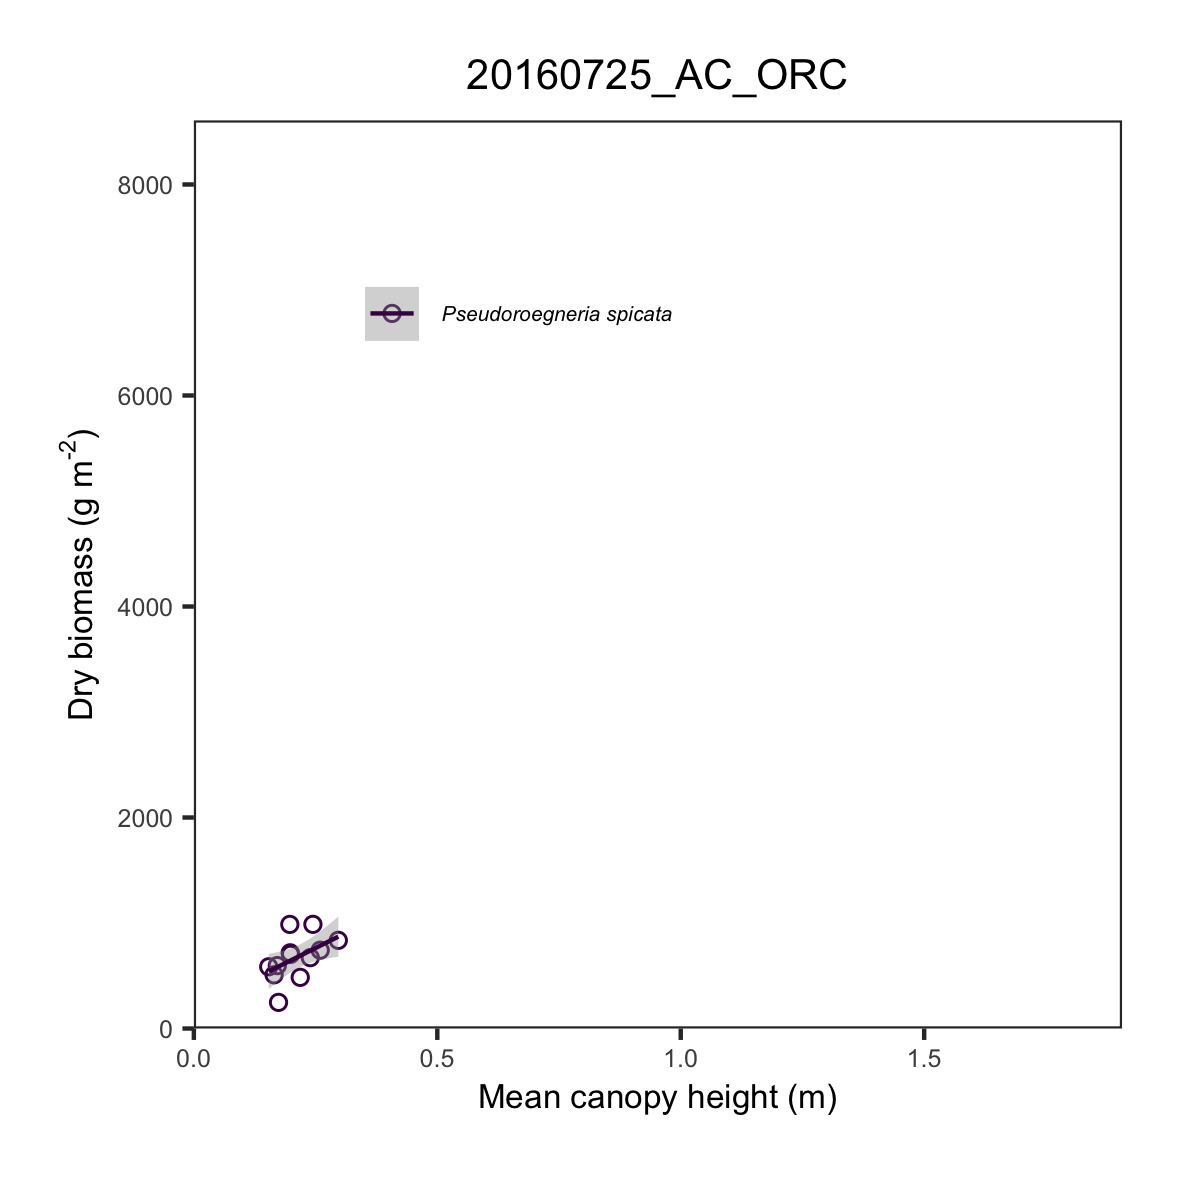 20160725_AC_ORC
8000
Pseudoroegneria spicata
6000
Dry biomass (g m-2)
4000
2000
0
0.0 0.5 1.0 1.5
Mean canopy height (m)